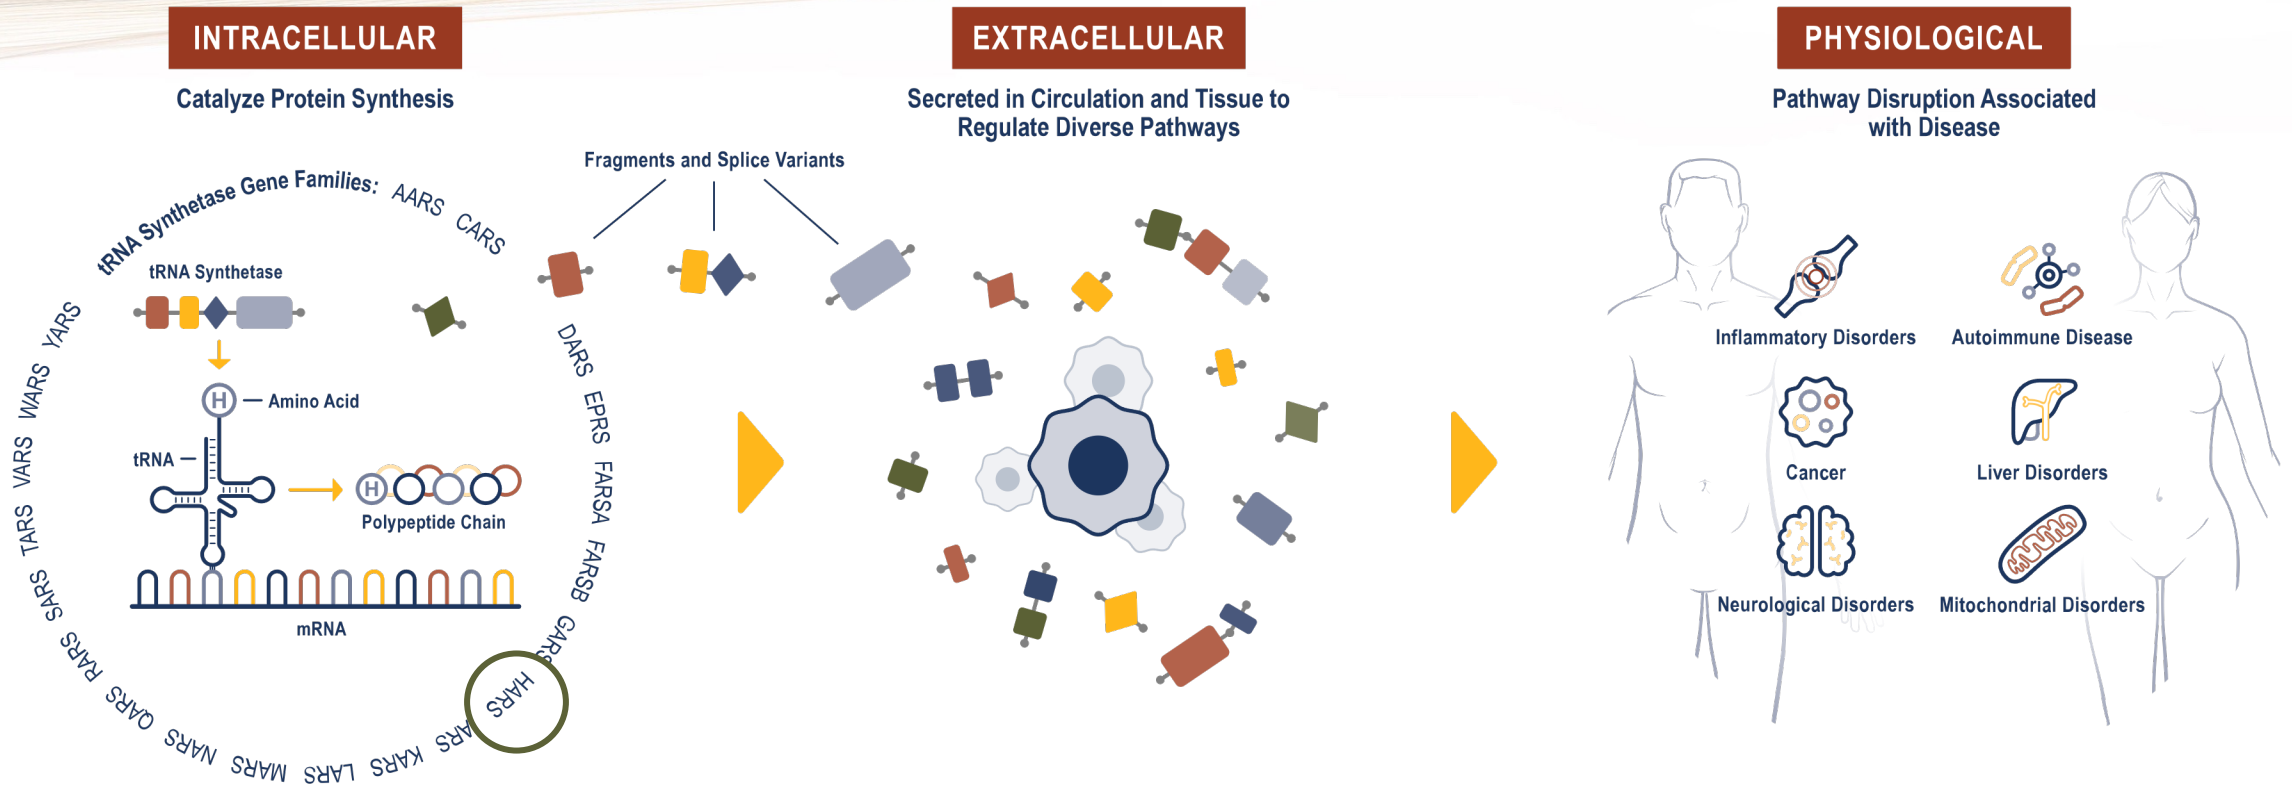 INTRACELLULAR
Catalyze Protein Synthesis
tRNA Synthetase Gene Families: AARS CARS
DARS EPRS FARSA FARSB GARS HARS
KARS LARS MARS NARS QARS RARS SARS TARS VARS WARS YARS
tRNA Synthetase
H
Amino Acid
tRNA
H
Polypeptide Chain
mRNA
Fragments and Splice Variants
EXTRACELLULAR
Secreted in Circulation and Tissue to
Regulate Diverse Pathways
PHYSIOLOGICAL
Pathway Disruption Associated
with Disease
Inflammatory Disorders
Autoimmune Disease
Cancer
Liver Disorders
Neurological Disorders
Mitochondrial Disorders